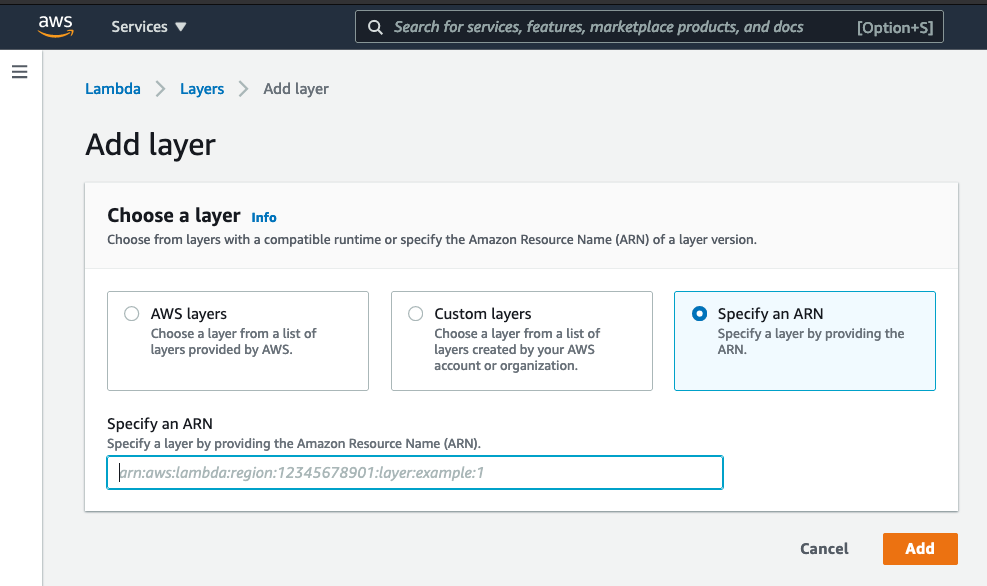 aws
Services ▼
Search for services, features, marketplace products, and docs
[Option+S]
Lambda > Layers > Add layer
Add layer
Choose a layer Info
Choose from layers with a compatible runtime or specify the Amazon Resource Name (ARN) of a layer version.
AWS layers
Choose a layer from a list of
layers provided by AWS.
Custom layers
Choose a layer from a list of
layers created by your AWS
account or organization.
Specify an ARN
Specify a layer by providing the
ARN.
Specify an ARN
Specify a layer by providing the Amazon Resource Name (ARN).
arn:aws:lambda:region:12345678901:layer:example:1
Cancel
Add